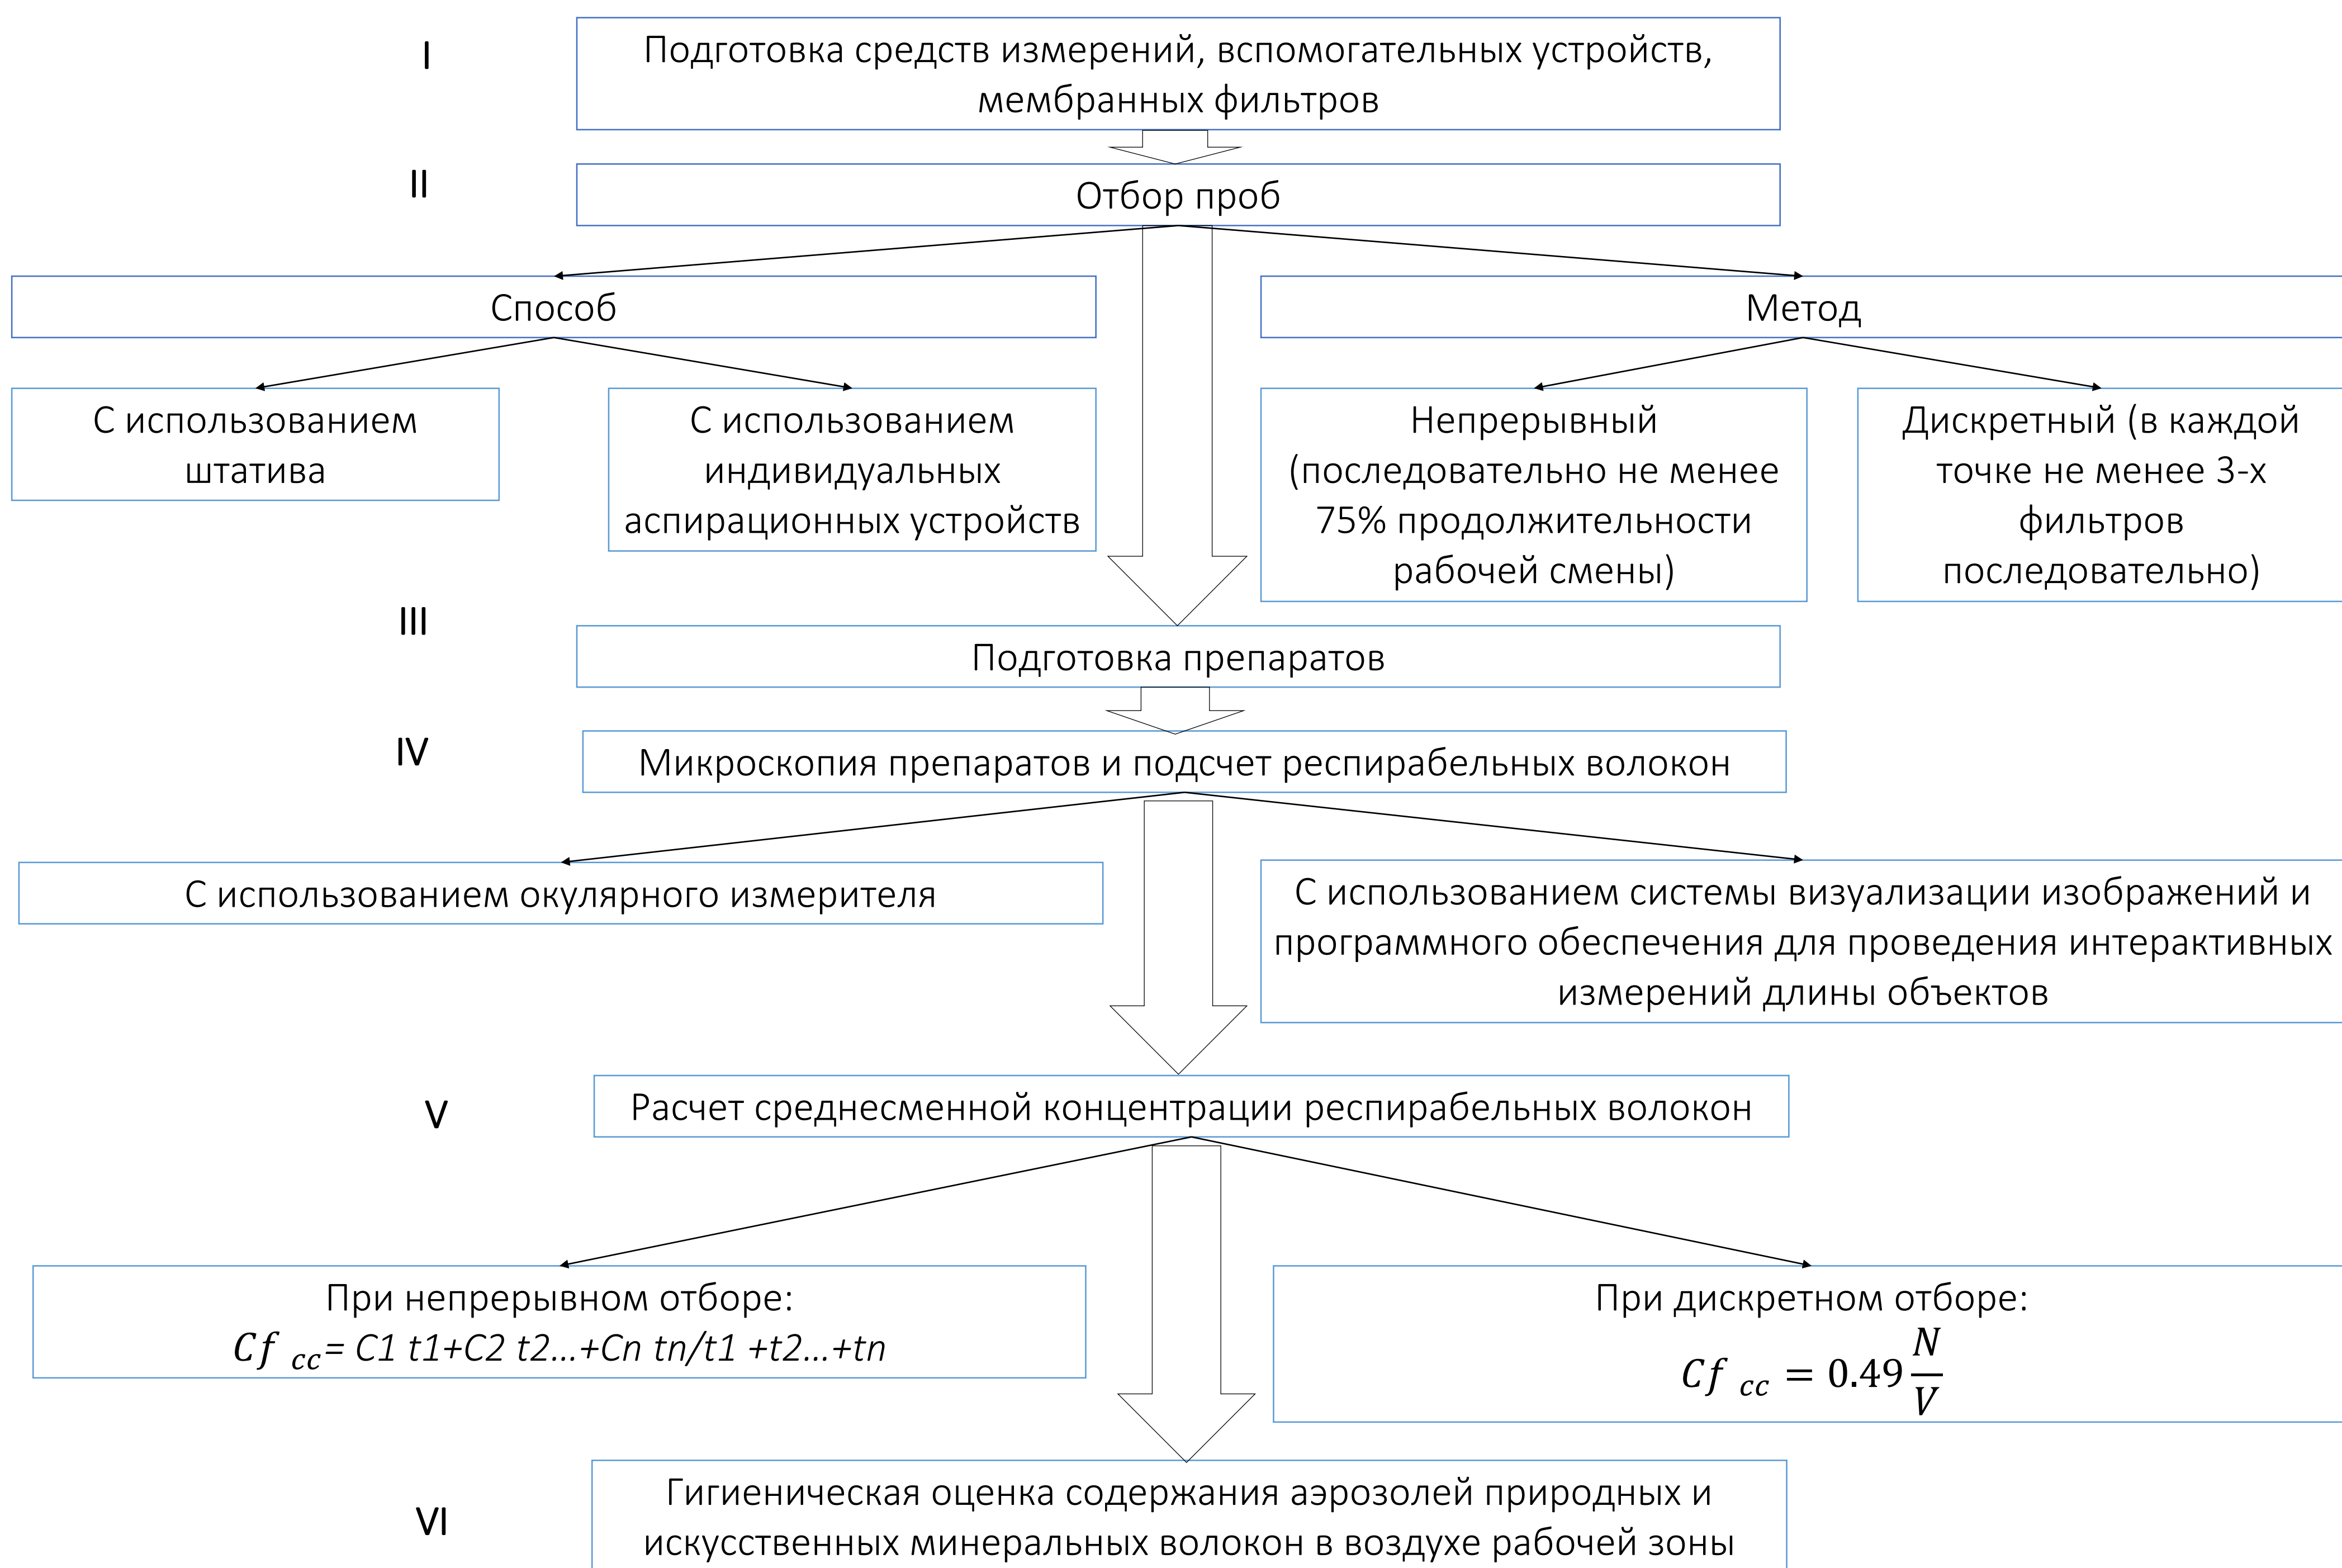 I
Подготовка средств измерений, вспомогательных устройств,
мембранных фильтров
II
Отбор проб
Способ
Метод
С использованием
штатива
С использованием
индивидуальных
аспирационных устройств
Непрерывный
(последовательно не менее
75% продолжительности
рабочей смены)
Дискретный (в каждой
точке не менее 3-х
фильтров
последовательно)
III
Подготовка препаратов
IV
Микроскопия препаратов и подсчет респирабельных волокон
С использованием окулярного измерителя
С использованием системы визуализации изображений и
программного обеспечения для проведения интерактивных
измерений длины объектов
V
Расчет среднесменной концентрации респирабельных волокон
При непрерывном отборе:
Cf cc= C1 t1+C2 t2...+Cn tn/t1 +t2...+tn
При дискретном отборе:
Cf cc = 0.49 N/V
VI
Гигиеническая оценка содержания аэрозолей природных и
искусственных минеральных волокон в воздухе рабочей зоны